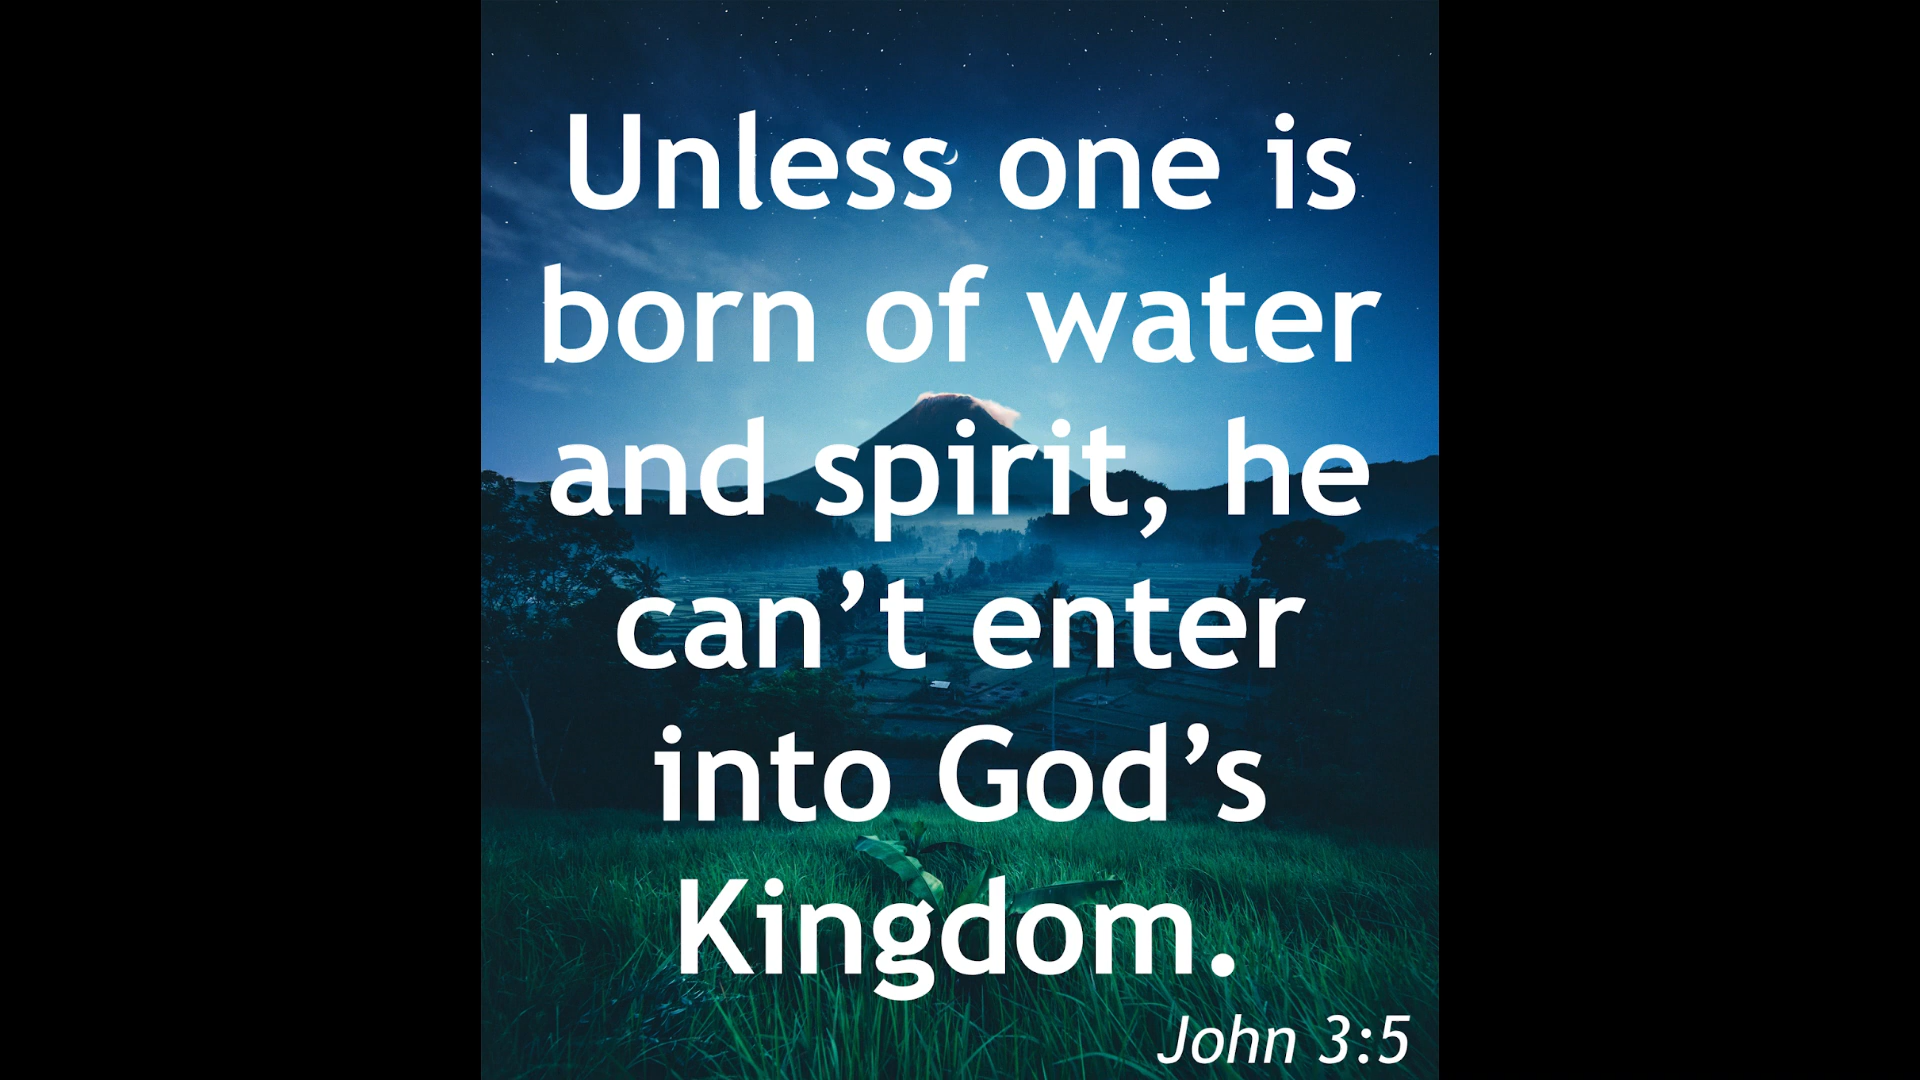 Unless one is
born of water
and spirit, he
can’t enter
into God’s
Kingdom.
John 3:5